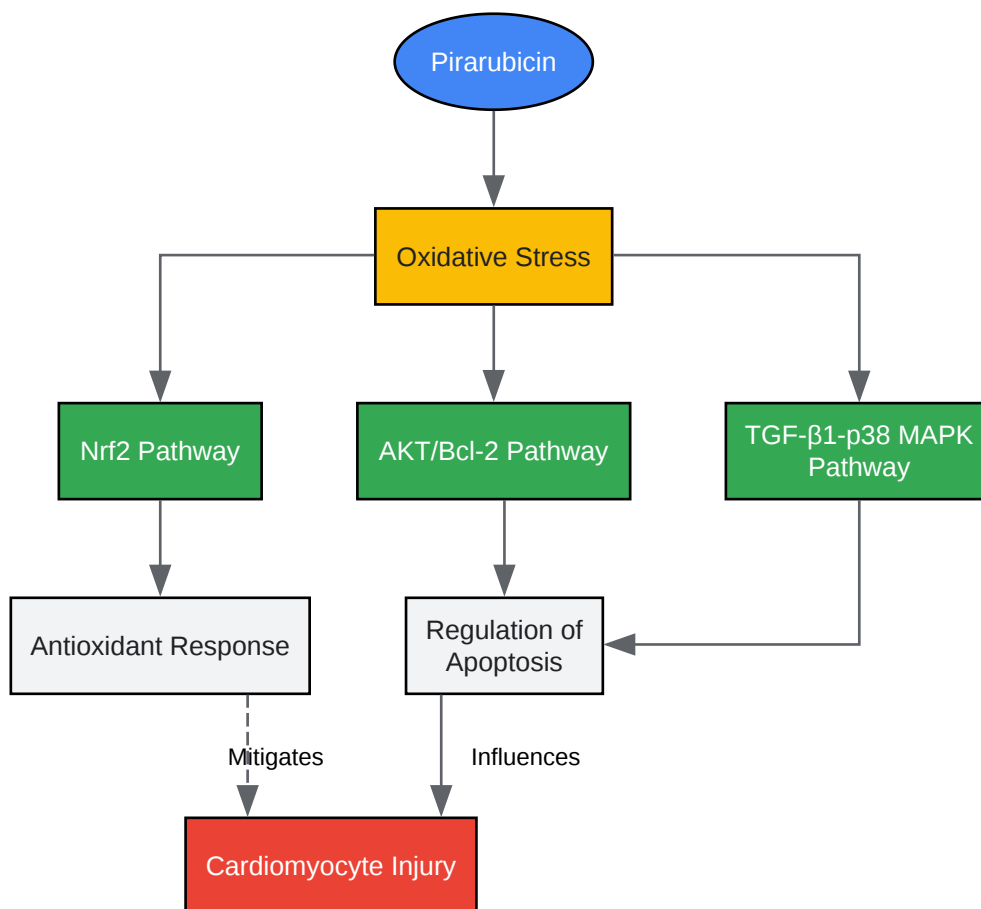 Pirarubicin
Oxidative Stress
Nrf2 Pathway
AKT/Bcl-2 Pathway
TGF-β1-p38 MAPK
Pathway
Antioxidant Response
Regulation of
Apoptosis
Mitigates
Influences
Cardiomyocyte Injury